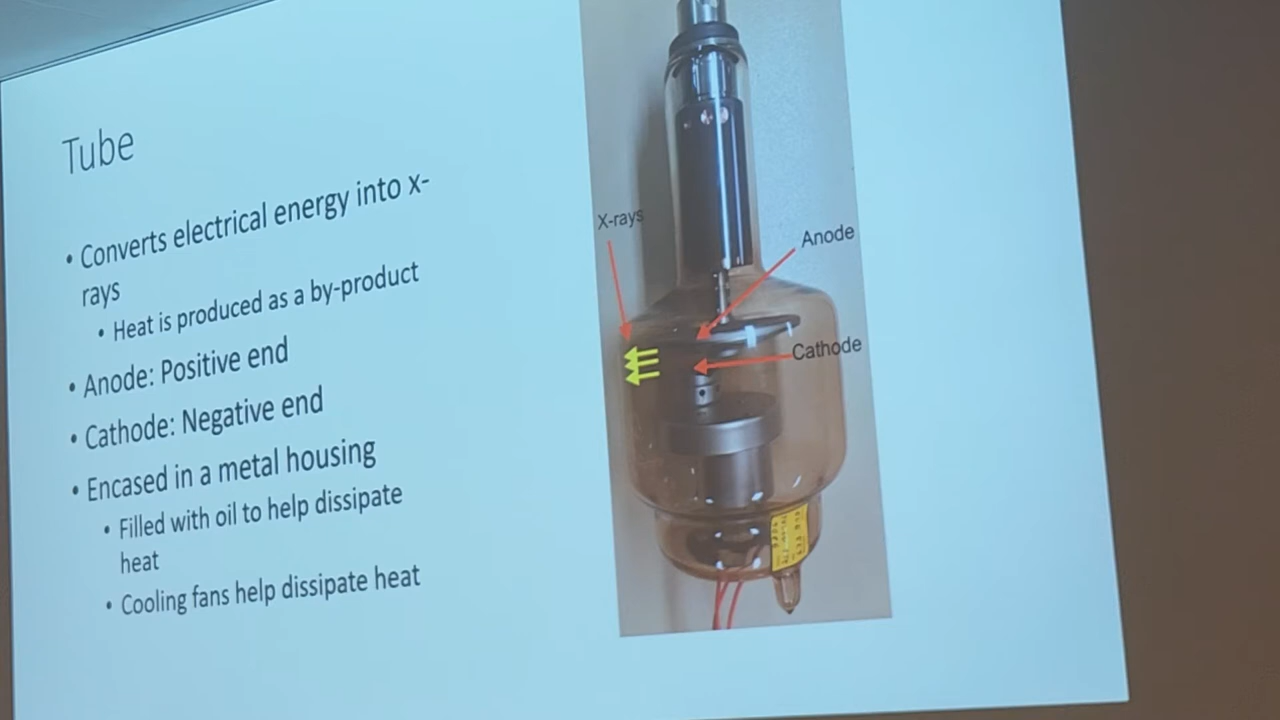 Tube
• Converts electrical energy into x-
rays
• Heat is produced as a by-product
• Anode: Positive end
• Cathode: Negative end
• Encased in a metal housing
• Filled with oil to help dissipate
heat
• Cooling fans help dissipate heat
X-rays
Anode
Cathode